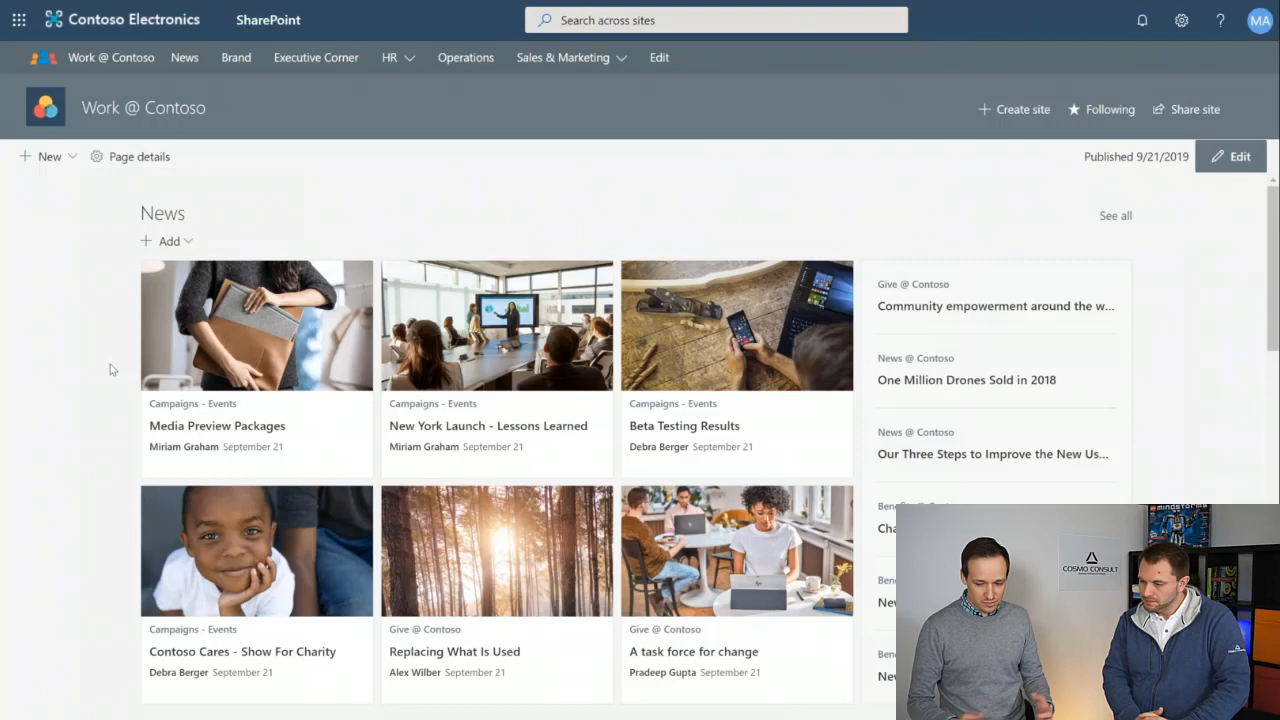 Contoso Electronics SharePoint Search across sites MA
Work @ Contoso News Brand Executive Corner HR Operations Sales & Marketing Edit
Work @ Contoso Create site Following Share site
New Page details Published 9/21/2019 Edit
News See all
Add
Campaigns - Events
Media Preview Packages
Miriam Graham September 21
Campaigns - Events
New York Launch - Lessons Learned
Miriam Graham September 21
Campaigns - Events
Beta Testing Results
Debra Berger September 21
Give @ Contoso
Community empowerment around the w...
News @ Contoso
One Million Drones Sold in 2018
News @ Contoso
Our Three Steps to Improve the New Us...
Campaigns - Events
Contoso Cares - Show For Charity
Debra Berger September 21
Give @ Contoso
Replacing What Is Used
Alex Wilber September 21
Give @ Contoso
A task force for change
Pradeep Gupta September 21
mindstorms
COSMO CONSULT